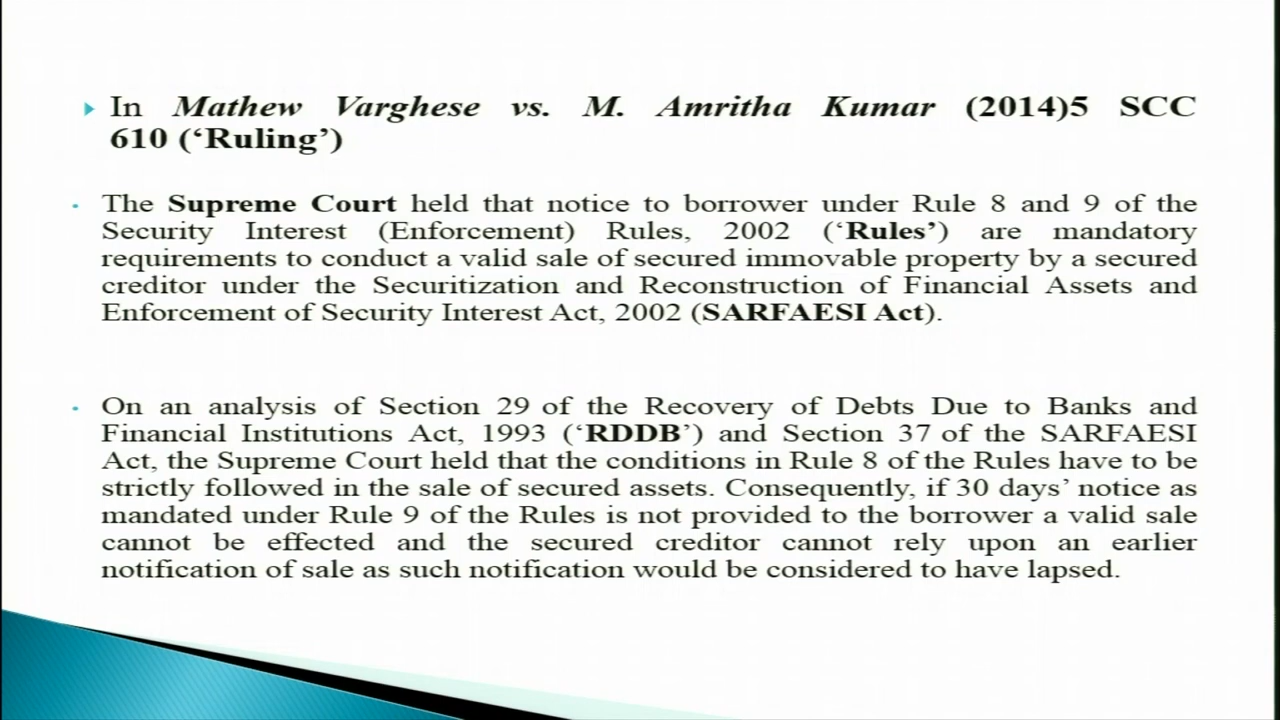 In Mathew Varghese vs. M. Amritha Kumar (2014)5 SCC
610 (‘Ruling’)
The Supreme Court held that notice to borrower under Rule 8 and 9 of the
Security Interest (Enforcement) Rules, 2002 (‘Rules’) are mandatory
requirements to conduct a valid sale of secured immovable property by a secured
creditor under the Securitization and Reconstruction of Financial Assets and
Enforcement of Security Interest Act, 2002 (SARFAESI Act).
On an analysis of Section 29 of the Recovery of Debts Due to Banks and
Financial Institutions Act, 1993 (‘RDDB’) and Section 37 of the SARFAESI
Act, the Supreme Court held that the conditions in Rule 8 of the Rules have to be
strictly followed in the sale of secured assets. Consequently, if 30 days’ notice as
mandated under Rule 9 of the Rules is not provided to the borrower a valid sale
cannot be effected and the secured creditor cannot rely upon an earlier
notification of sale as such notification would be considered to have lapsed.